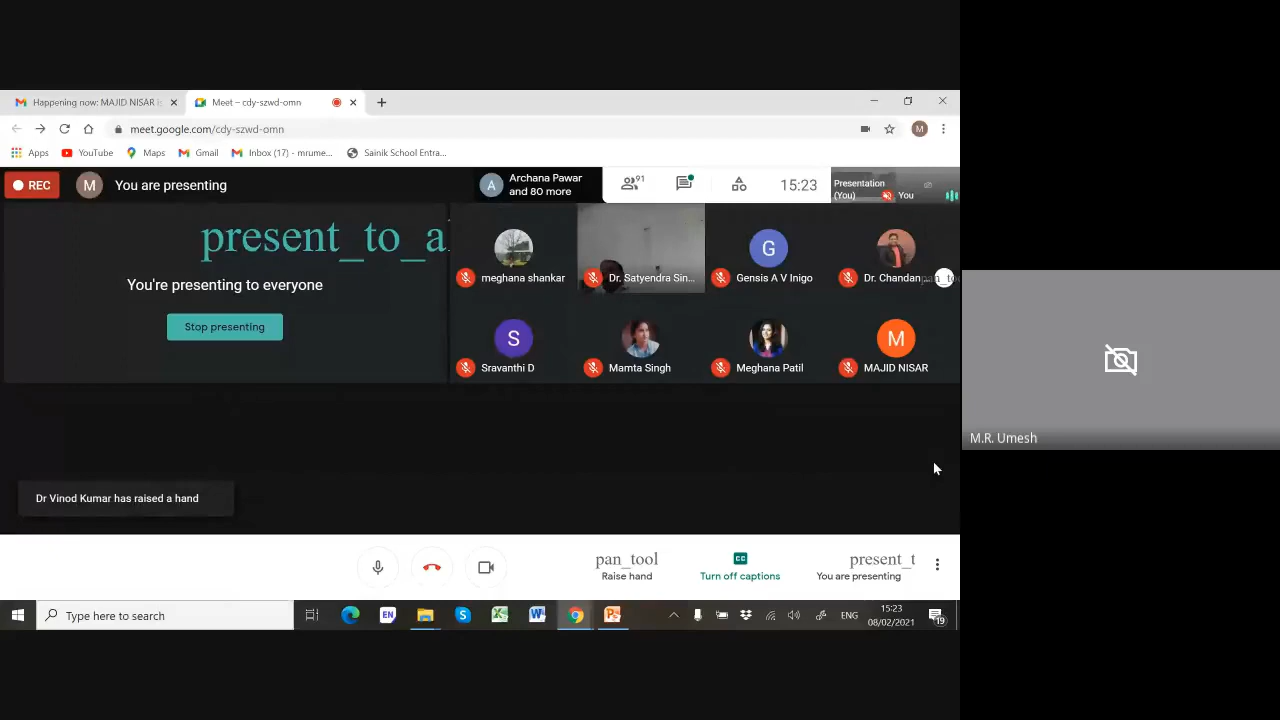 Happening now: MAJID NISAR is
Meet – cdy-szwd-omn
meet.google.com/cdy-szwd-omn
M
Apps
YouTube
Maps
Gmail
Inbox (17) - mrume...
Sainik School Entra...
REC
M
You are presenting
A
Archana Pawar
and 80 more
91
15:23
Presentation
(You)
You
present_to_a
You're presenting to everyone
Stop presenting
meghana shankar
Dr. Satyendra Sin...
G
Gensis A V Inigo
Dr. Chandan
S
Sravanthi D
Mamta Singh
Meghana Patil
M
MAJID NISAR
M.R. Umesh
Dr Vinod Kumar has raised a hand
pan_tool
Raise hand
CC
Turn off captions
present_t
You are presenting
Type here to search
EN
ENG
15:23
08/02/2021
19